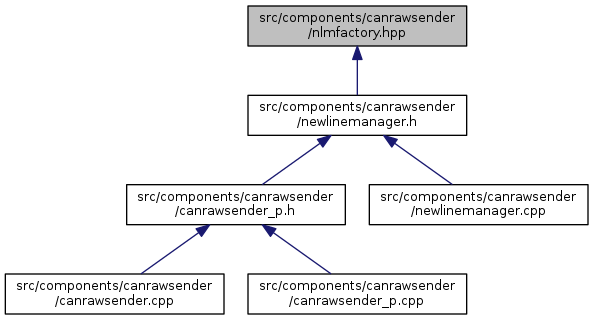 src/components/canrawsender
/nlmfactory.hpp
src/components/canrawsender
/newlinemanager.h
src/components/canrawsender
/canrawsender_p.h
src/components/canrawsender
/newlinemanager.cpp
src/components/canrawsender
/canrawsender.cpp
src/components/canrawsender
/canrawsender_p.cpp